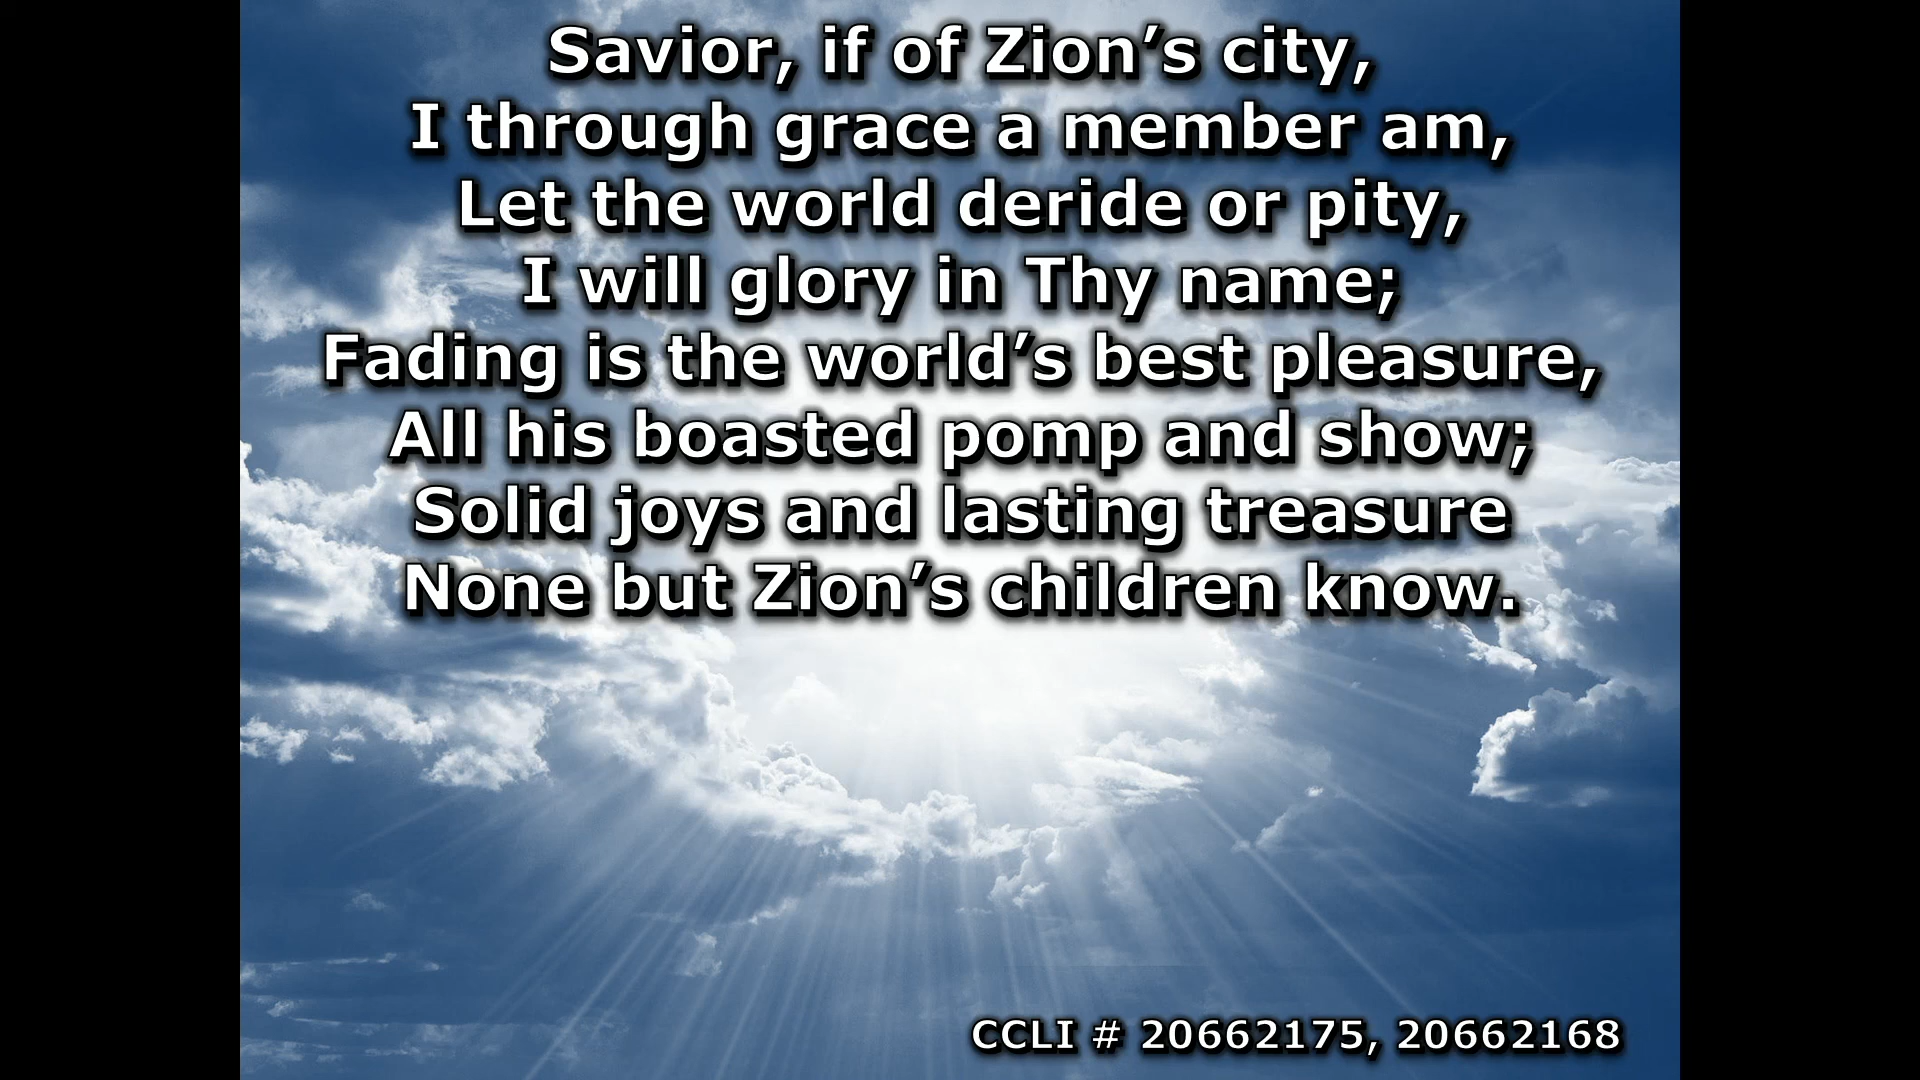 Savior, if of Zion’s city,
I through grace a member am,
Let the world deride or pity,
I will glory in Thy name;
Fading is the world’s best pleasure,
All his boasted pomp and show;
Solid joys and lasting treasure
None but Zion’s children know.
CCLI # 20662175, 20662168